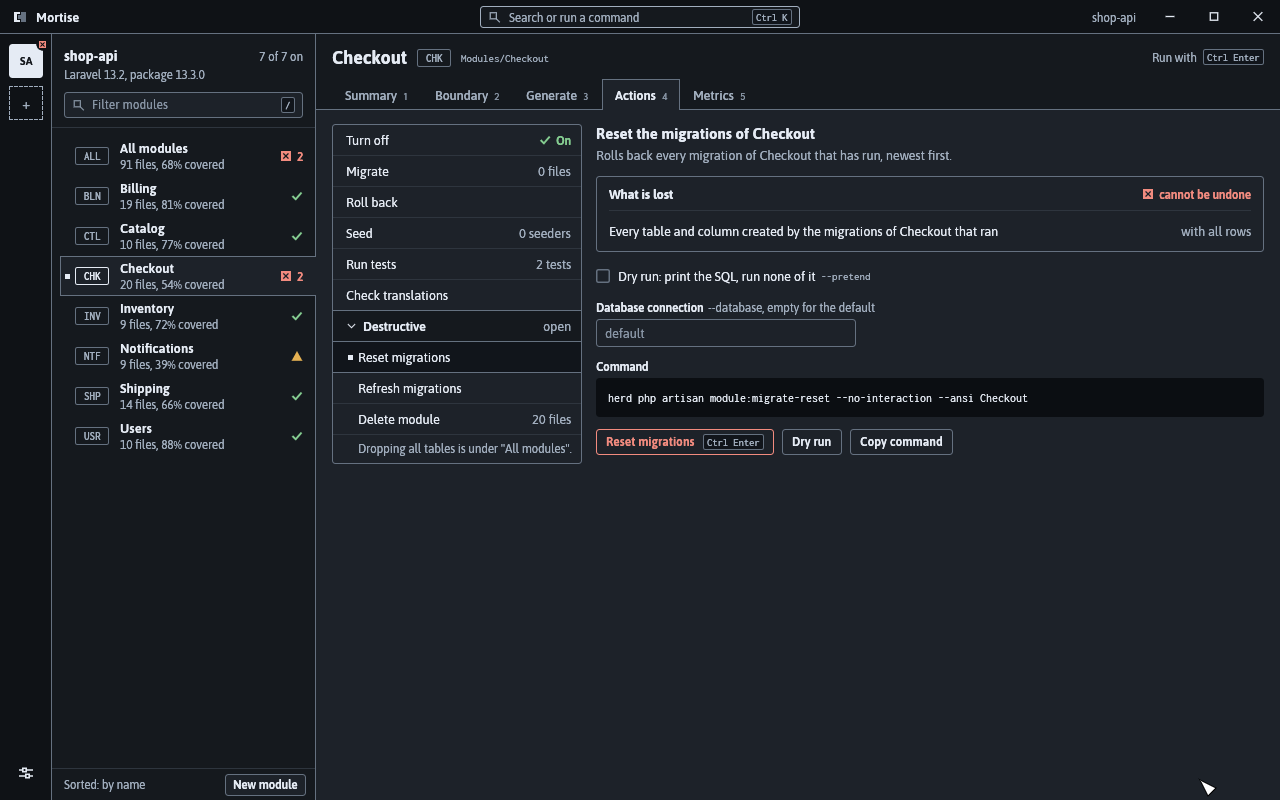 Mortise
Search or run a command
Ctrl K
shop-api
SA
+
shop-api
7 of 7 on
Laravel 13.2, package 13.3.0
Filter modules
/
ALL
All modules
91 files, 68% covered
2
BLN
Billing
19 files, 81% covered
CTL
Catalog
10 files, 77% covered
CHK
Checkout
20 files, 54% covered
2
INV
Inventory
9 files, 72% covered
NTF
Notifications
9 files, 39% covered
SHP
Shipping
14 files, 66% covered
USR
Users
10 files, 88% covered
Sorted: by name
New module
Checkout
CHK
Modules/Checkout
Run with
Ctrl Enter
Summary 1
Boundary 2
Generate 3
Actions 4
Metrics 5
Turn off
On
Migrate
0 files
Roll back
Seed
0 seeders
Run tests
2 tests
Check translations
Destructive
open
Reset migrations
Refresh migrations
Delete module
20 files
Dropping all tables is under "All modules".
Reset the migrations of Checkout
Rolls back every migration of Checkout that has run, newest first.
What is lost
cannot be undone
Every table and column created by the migrations of Checkout that ran
with all rows
Dry run: print the SQL, run none of it --pretend
Database connection --database, empty for the default
default
Command
herd php artisan module:migrate-reset --no-interaction --ansi Checkout
Reset migrations
Ctrl Enter
Dry run
Copy command